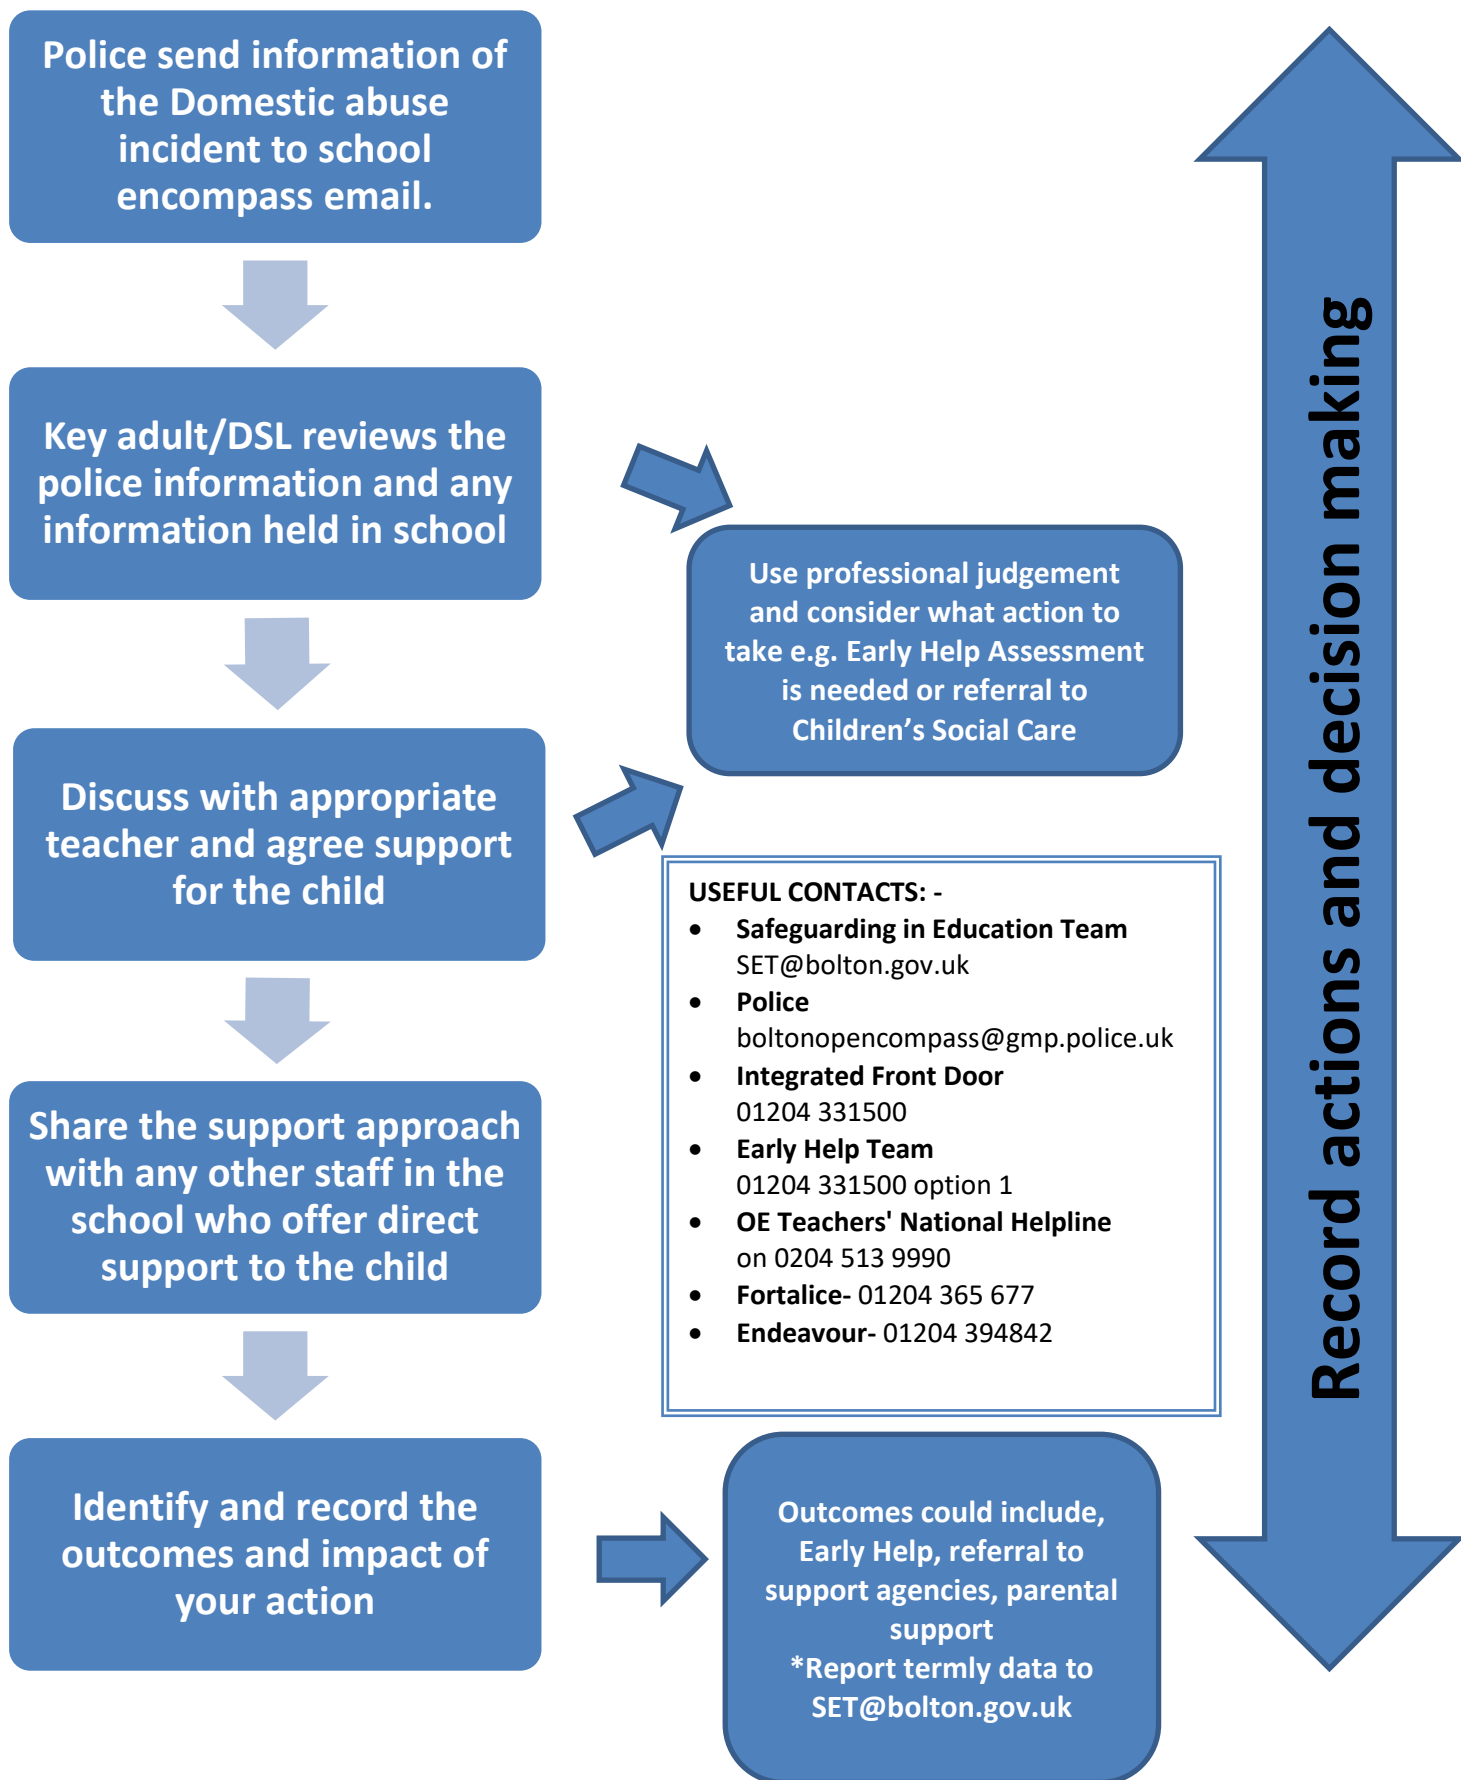 Police send information of
the Domestic abuse
incident to school
encompass email.
Key adult/DSL reviews the
police information and any
information held in school
Use professional judgement
and consider what action to
take e.g. Early Help Assessment
is needed or referral to
Children’s Social Care
Discuss with appropriate
teacher and agree support
for the child
USEFUL CONTACTS: -
• Safeguarding in Education Team
SET@bolton.gov.uk
• Police
boltonopencompass@gmp.police.uk
• Integrated Front Door
01204 331500
• Early Help Team
01204 331500 option 1
• OE Teachers' National Helpline
on 0204 513 9990
• Fortalice- 01204 365 677
• Endeavour- 01204 394842
Share the support approach
with any other staff in the
school who offer direct
support to the child
Identify and record the
outcomes and impact of
your action
Outcomes could include,
Early Help, referral to
support agencies, parental
support
*Report termly data to
SET@bolton.gov.uk
Record actions and decision making